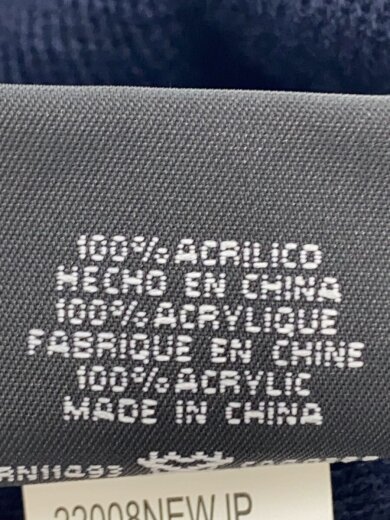 100% ACRILICO
HECHO EN CHINA
100% ACRYLIQUE
FABRIQUE EN CHINE
100% ACRYLIC
MADE IN CHINA
RN11493